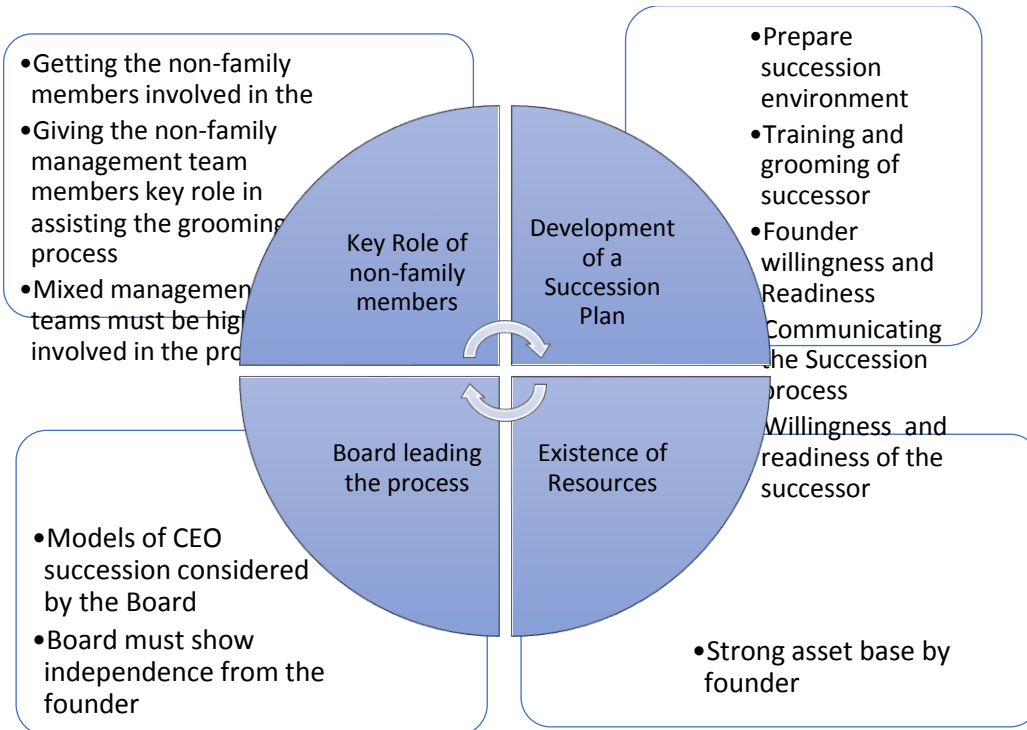 •Getting the non-family
members involved in the
•Giving the non-family
management team
members key role in
assisting the grooming
process
•Mixed management
teams must be
involved in the
Key Role of
non-family
members
Development
of a
Succession
Plan
•Prepare
succession
environment
•Training and
grooming of
successor
•Founder
willingness and
Readiness
Communicating
the Succession
process
Willingness and
readiness of the
successor
Board leading
the process
Existence of
Resources
•Models of CEO
succession considered
by the Board
•Board must show
independence from the
founder
•Strong asset base by
founder